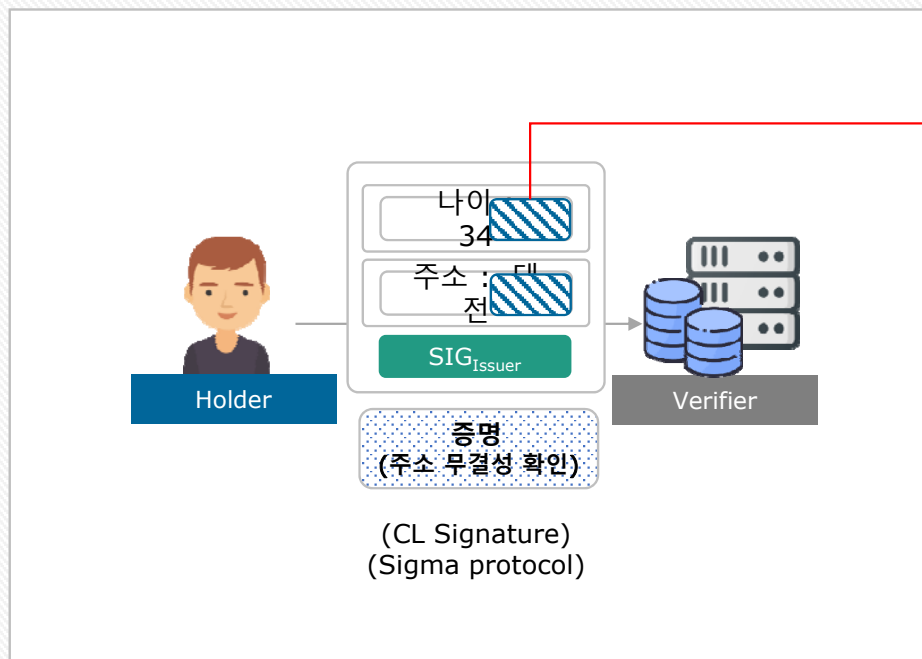 나이
34
주소 : 대
전
SIGIssuer
Holder
Verifier
증명
(주소 무결성 확인)
(CL Signature)
(Sigma protocol)